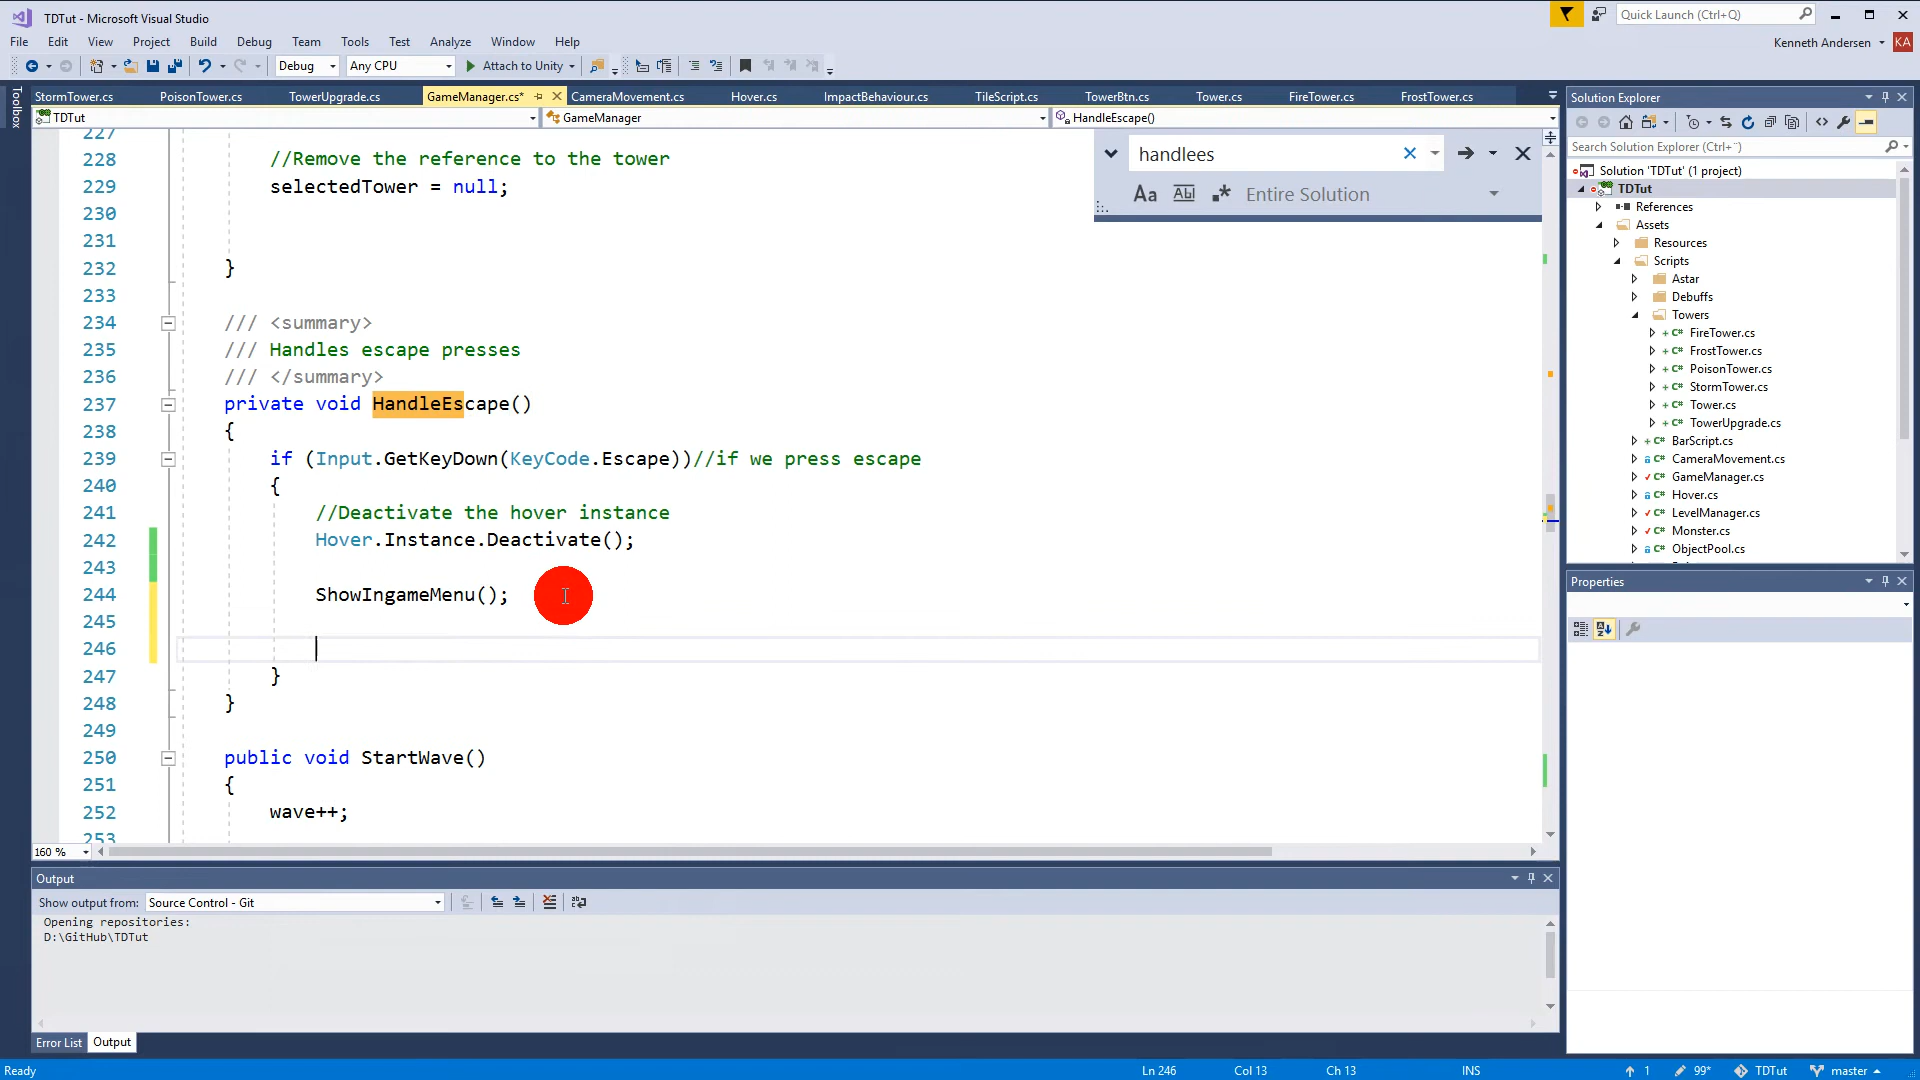 TDTut - Microsoft Visual Studio
Quick Launch (Ctrl+Q)
File Edit View Project Build Debug Team Tools Test Analyze Window Help
Kenneth Andersen KA
Debug Any CPU Attach to Unity
Toolbox
StormTower.cs PoisonTower.cs TowerUpgrade.cs GameManager.cs* CameraMovement.cs Hover.cs ImpactBehaviour.cs TileScript.cs TowerBtn.cs Tower.cs FireTower.cs FrostTower.cs
TDTut GameManager HandleEscape()
handlees
Aa Abl Entire Solution
227
228 //Remove the reference to the tower
229 selectedTower = null;
230
231
232 }
233
234 /// <summary>
235 /// Handles escape presses
236 /// </summary>
237 private void HandleEscape()
238 {
239 if (Input.GetKeyDown(KeyCode.Escape))//if we press escape
240 {
241 //Deactivate the hover instance
242 Hover.Instance.Deactivate();
243
244 ShowIngameMenu();
245
246
247 }
248 }
249
250 public void StartWave()
251 {
252 wave++;
253
160 %
Output
Show output from: Source Control - Git
Opening repositories:
D:\GitHub\TDTut
Error List Output
Solution Explorer
Search Solution Explorer (Ctrl+¨)
Solution 'TDTut' (1 project)
TDTut
References
Assets
Resources
Scripts
Astar
Debuffs
Towers
FireTower.cs
FrostTower.cs
PoisonTower.cs
StormTower.cs
Tower.cs
TowerUpgrade.cs
BarScript.cs
CameraMovement.cs
GameManager.cs
Hover.cs
LevelManager.cs
Monster.cs
ObjectPool.cs
Properties
Ready Ln 246 Col 13 Ch 13 INS 1 99* TDTut master